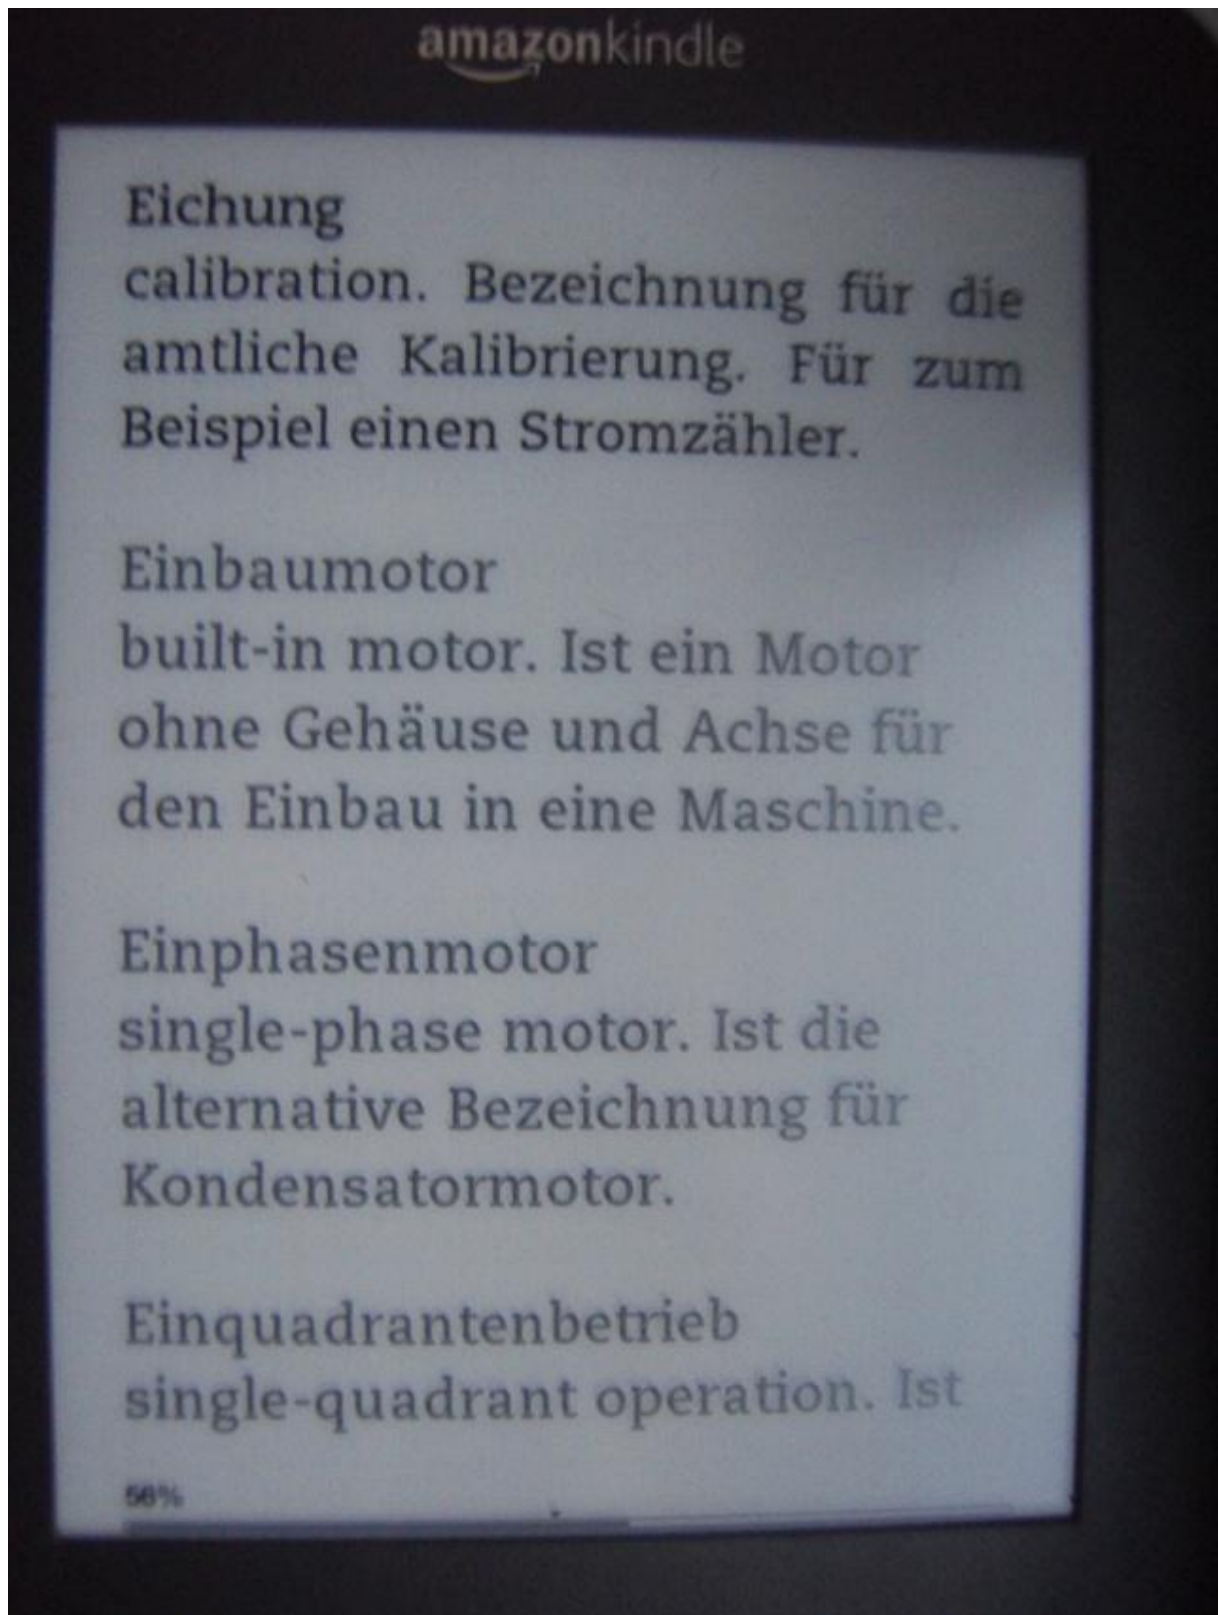 amazonkindle
Eichung
calibration. Bezeichnung für die
amtliche Kalibrierung. Für zum
Beispiel einen Stromzähler.
Einbaumotor
built-in motor. Ist ein Motor
ohne Gehäuse und Achse für
den Einbau in eine Maschine.
Einphasenmotor
single-phase motor. Ist die
alternative Bezeichnung für
Kondensatormotor.
Einquadrantenbetrieb
single-quadrant operation. Ist
56%